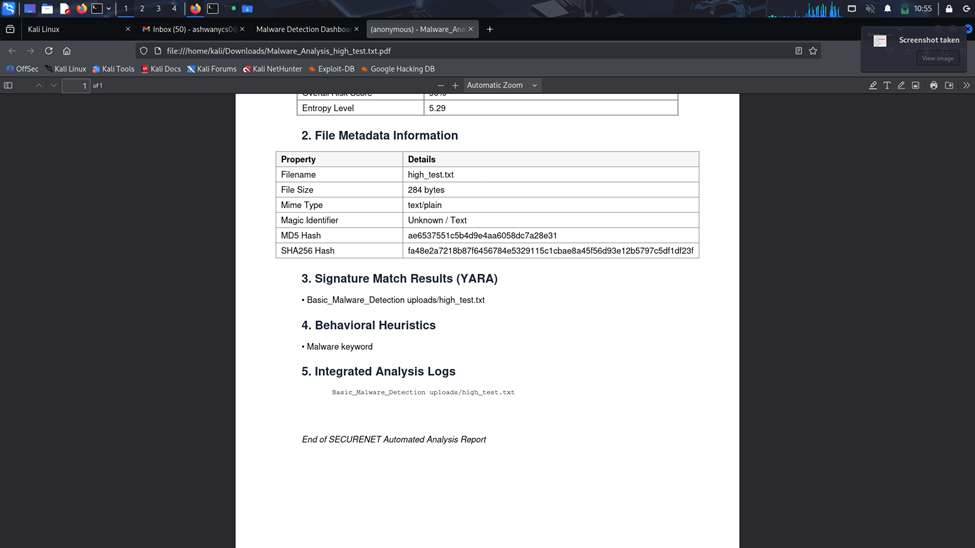 1 2 3 4
1
10:55
Kali Linux
Inbox (50) - ashwanycs0
Malware Detection Dashboa
(anonymous) - Malware_Ana
Screenshot taken
View image
file:///home/kali/Downloads/Malware_Analysis_high_test.txt.pdf
OffSec Kali Linux Kali Tools Kali Docs Kali Forums Kali NetHunter Exploit-DB Google Hacking DB
1 of 1
Automatic Zoom
Entropy Level 5.29
2. File Metadata Information
Property Details
Filename high_test.txt
File Size 284 bytes
Mime Type text/plain
Magic Identifier Unknown / Text
MD5 Hash ae6537551c5b4d9e4aa6058dc7a28e31
SHA256 Hash fa48e2a7218b87f6456784e5329115c1cbae8a45f56d93e12b5797c5df1df23f
3. Signature Match Results (YARA)
• Basic_Malware_Detection uploads/high_test.txt
4. Behavioral Heuristics
• Malware keyword
5. Integrated Analysis Logs
Basic_Malware_Detection uploads/high_test.txt
End of SECURENET Automated Analysis Report